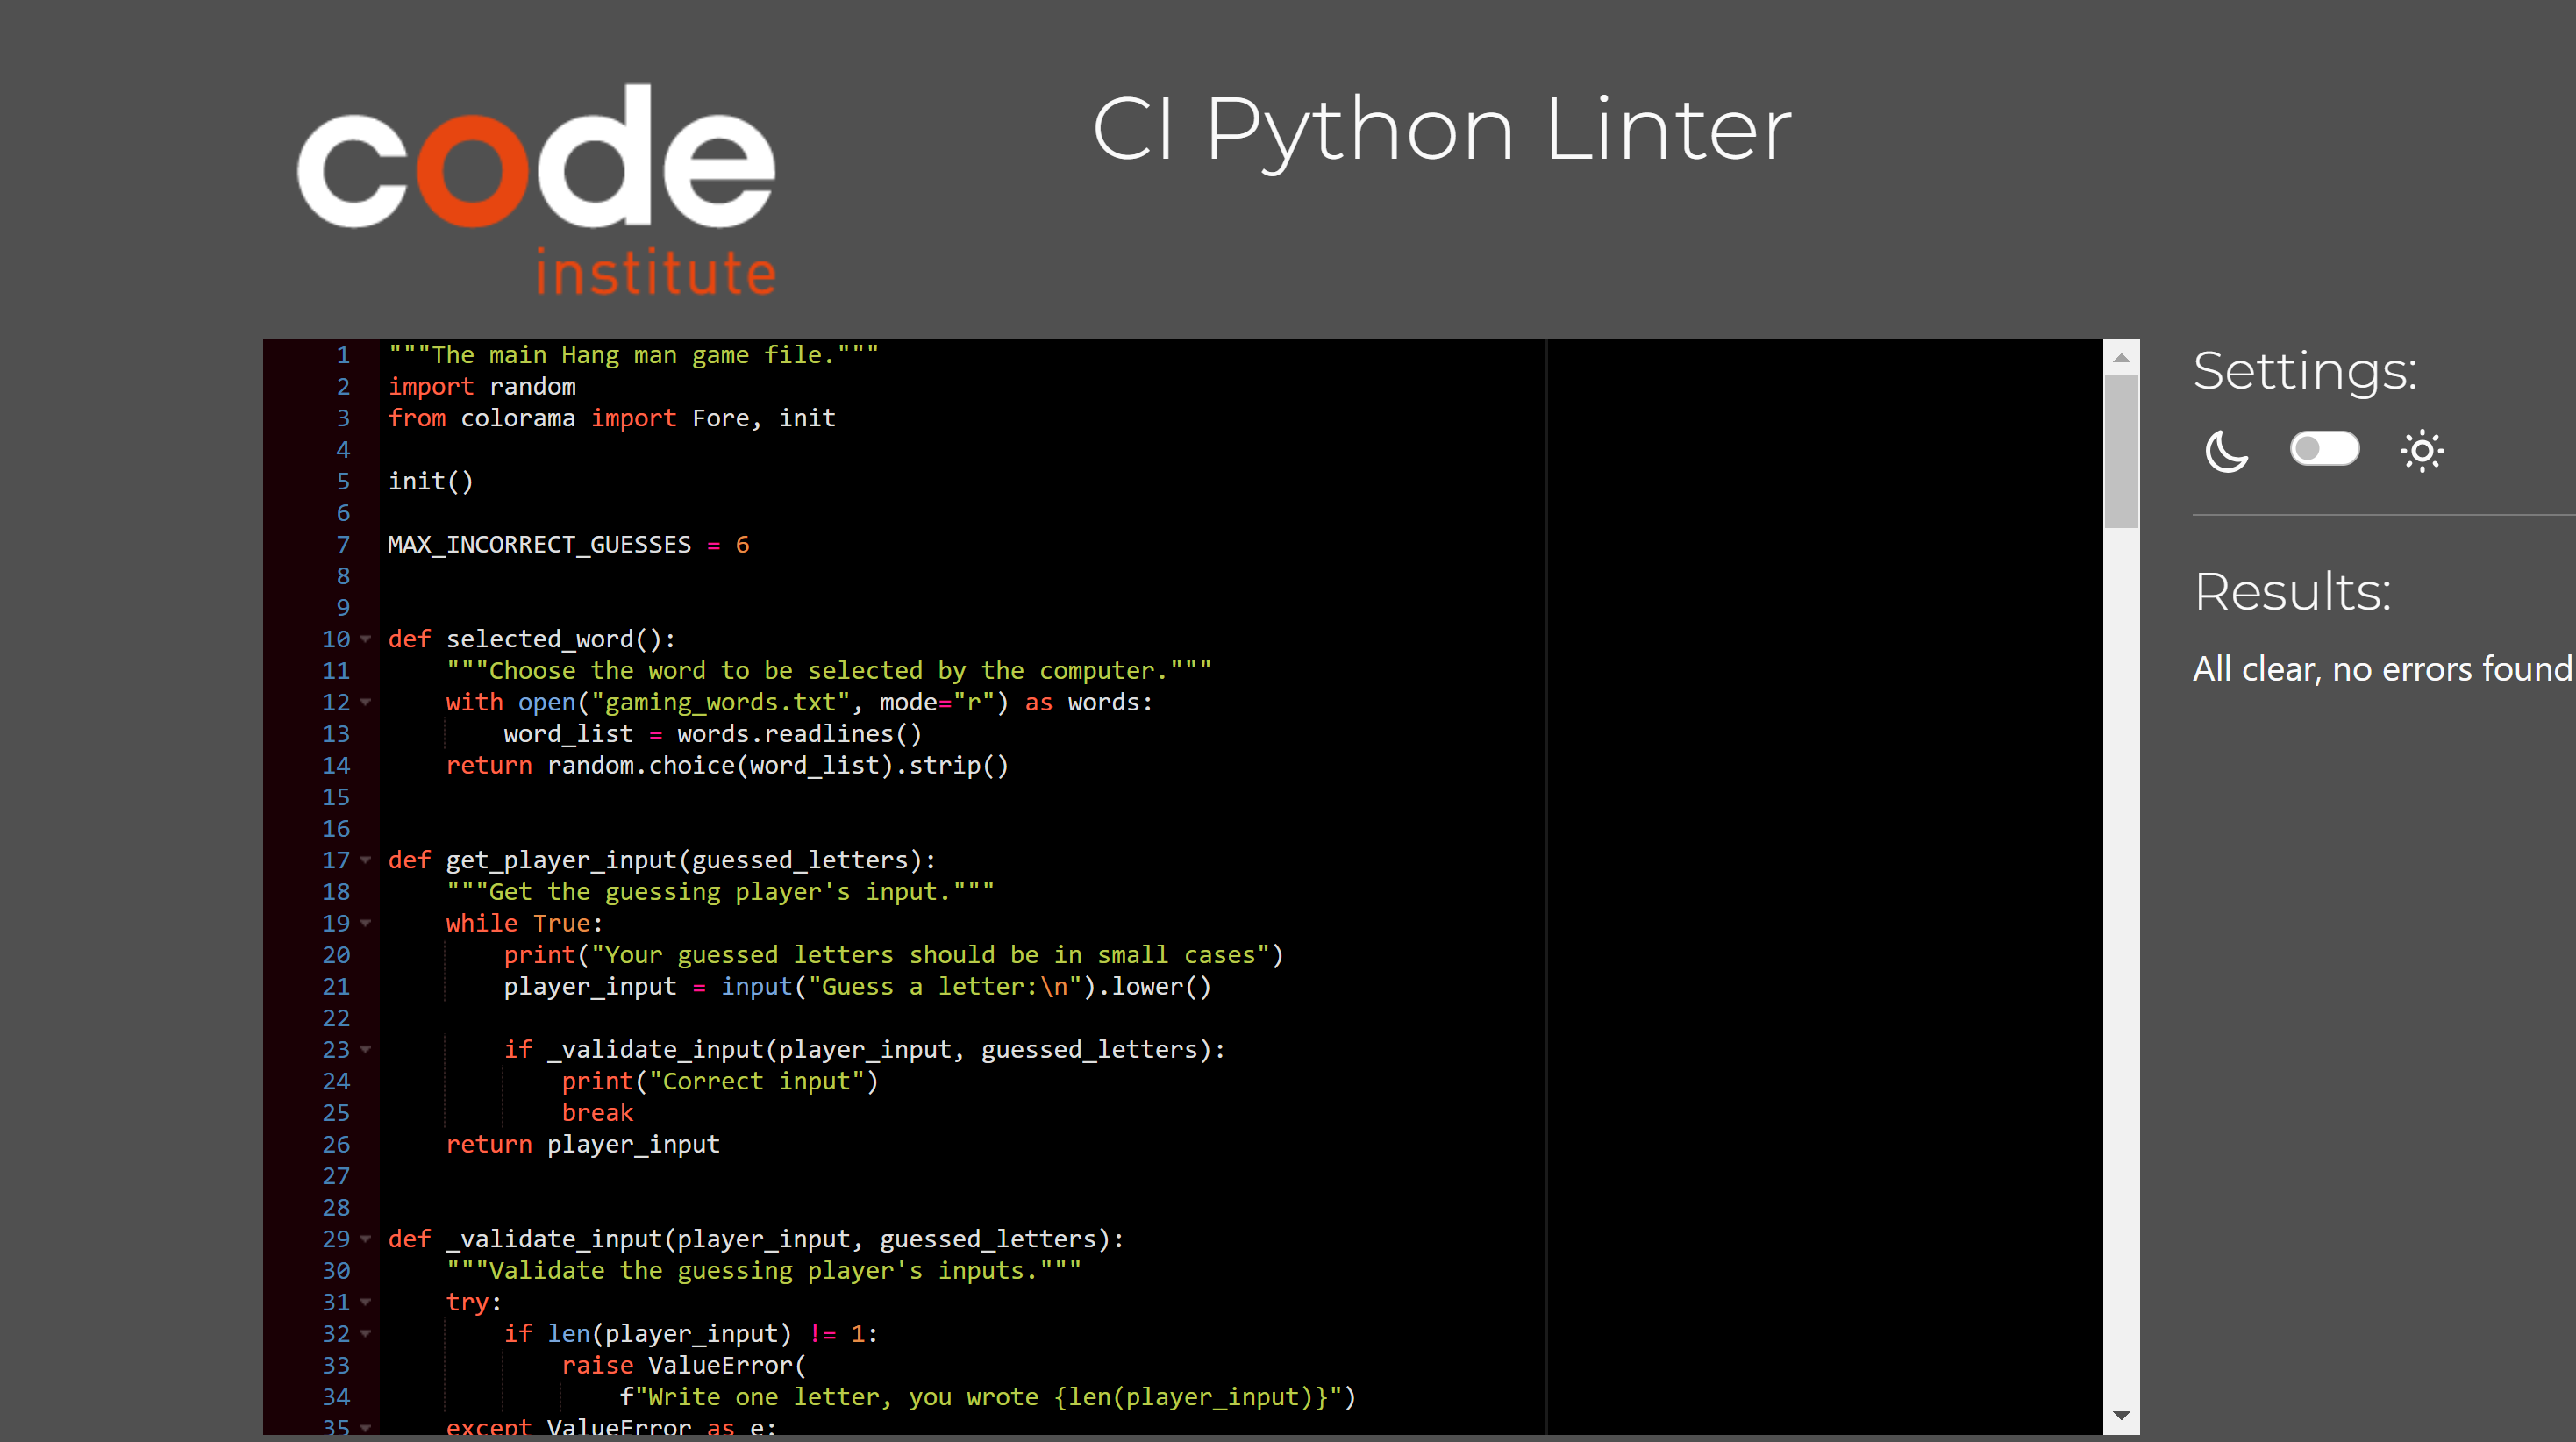 code
institute
CI Python Linter
1 """The main Hang man game file."""
2 import random
3 from colorama import Fore, init
4
5 init()
6
7 MAX_INCORRECT_GUESSES = 6
8
9
10 def selected_word():
11     """Choose the word to be selected by the computer."""
12     with open("gaming_words.txt", mode="r") as words:
13         word_list = words.readlines()
14     return random.choice(word_list).strip()
15
16
17 def get_player_input(guessed_letters):
18     """Get the guessing player's input."""
19     while True:
20         print("Your guessed letters should be in small cases")
21         player_input = input("Guess a letter:\n").lower()
22
23         if _validate_input(player_input, guessed_letters):
24             print("Correct input")
25             break
26     return player_input
27
28
29 def _validate_input(player_input, guessed_letters):
30     """Validate the guessing player's inputs."""
31     try:
32         if len(player_input) != 1:
33             raise ValueError(
34                 f"Write one letter, you wrote {len(player_input)}")
35     except ValueError as e:
Settings:
Results:
All clear, no errors found